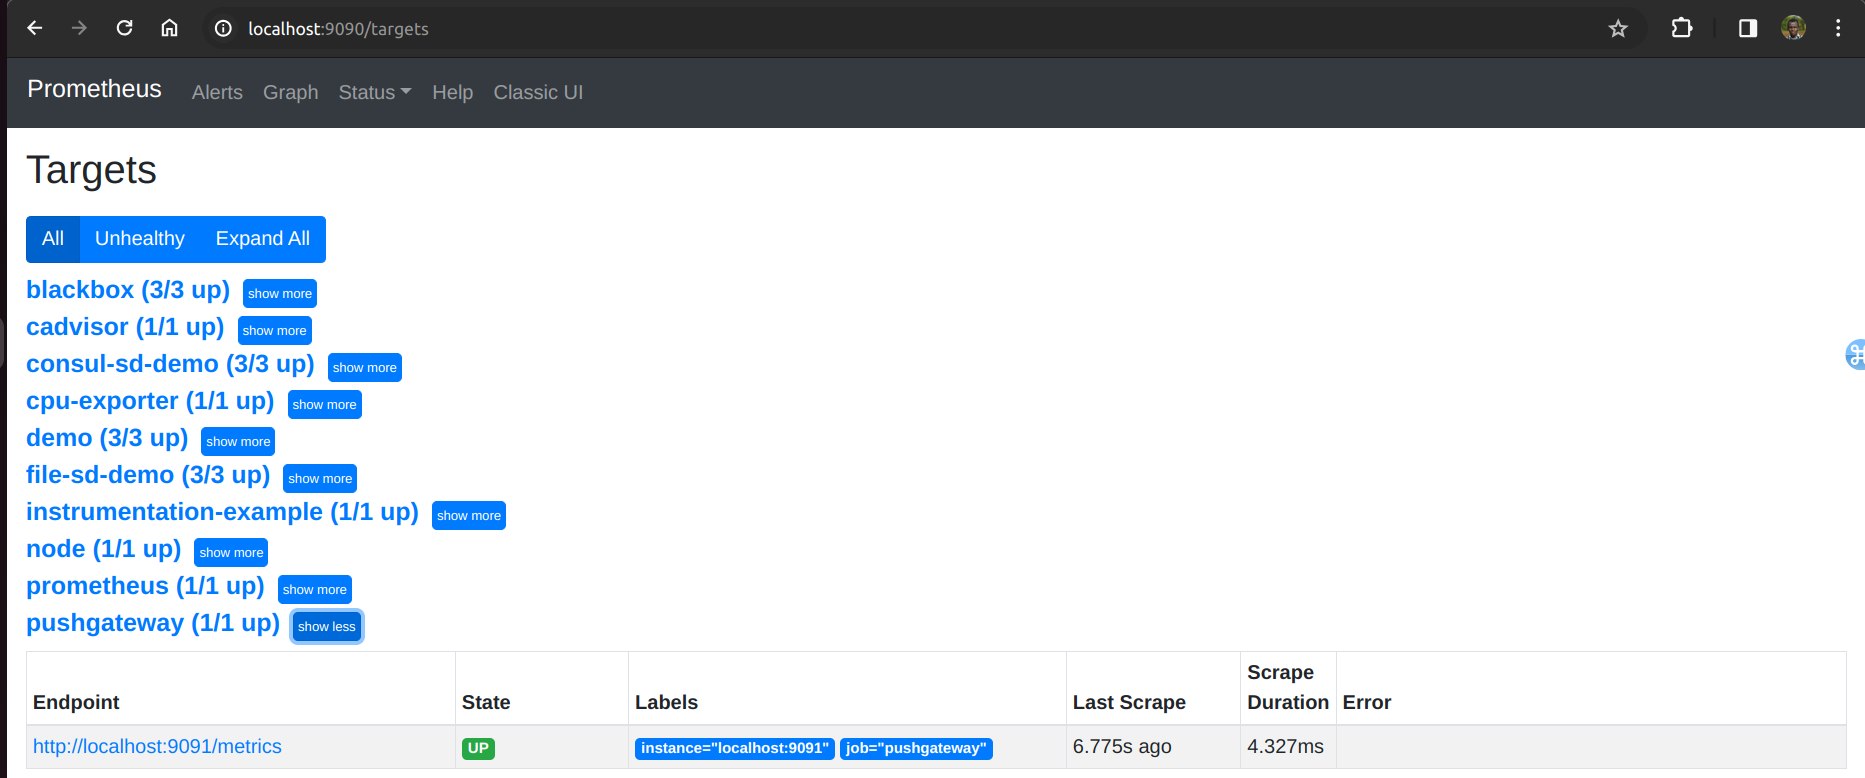 localhost:9090/targets
Prometheus Alerts Graph Status Help Classic UI
Targets
All Unhealthy Expand All
blackbox (3/3 up) show more
cadvisor (1/1 up) show more
consul-sd-demo (3/3 up) show more
cpu-exporter (1/1 up) show more
demo (3/3 up) show more
file-sd-demo (3/3 up) show more
instrumentation-example (1/1 up) show more
node (1/1 up) show more
prometheus (1/1 up) show more
pushgateway (1/1 up) show less
Endpoint State Labels Last Scrape Scrape Duration Error
http://localhost:9091/metrics UP instance="localhost:9091" job="pushgateway" 6.775s ago 4.327ms